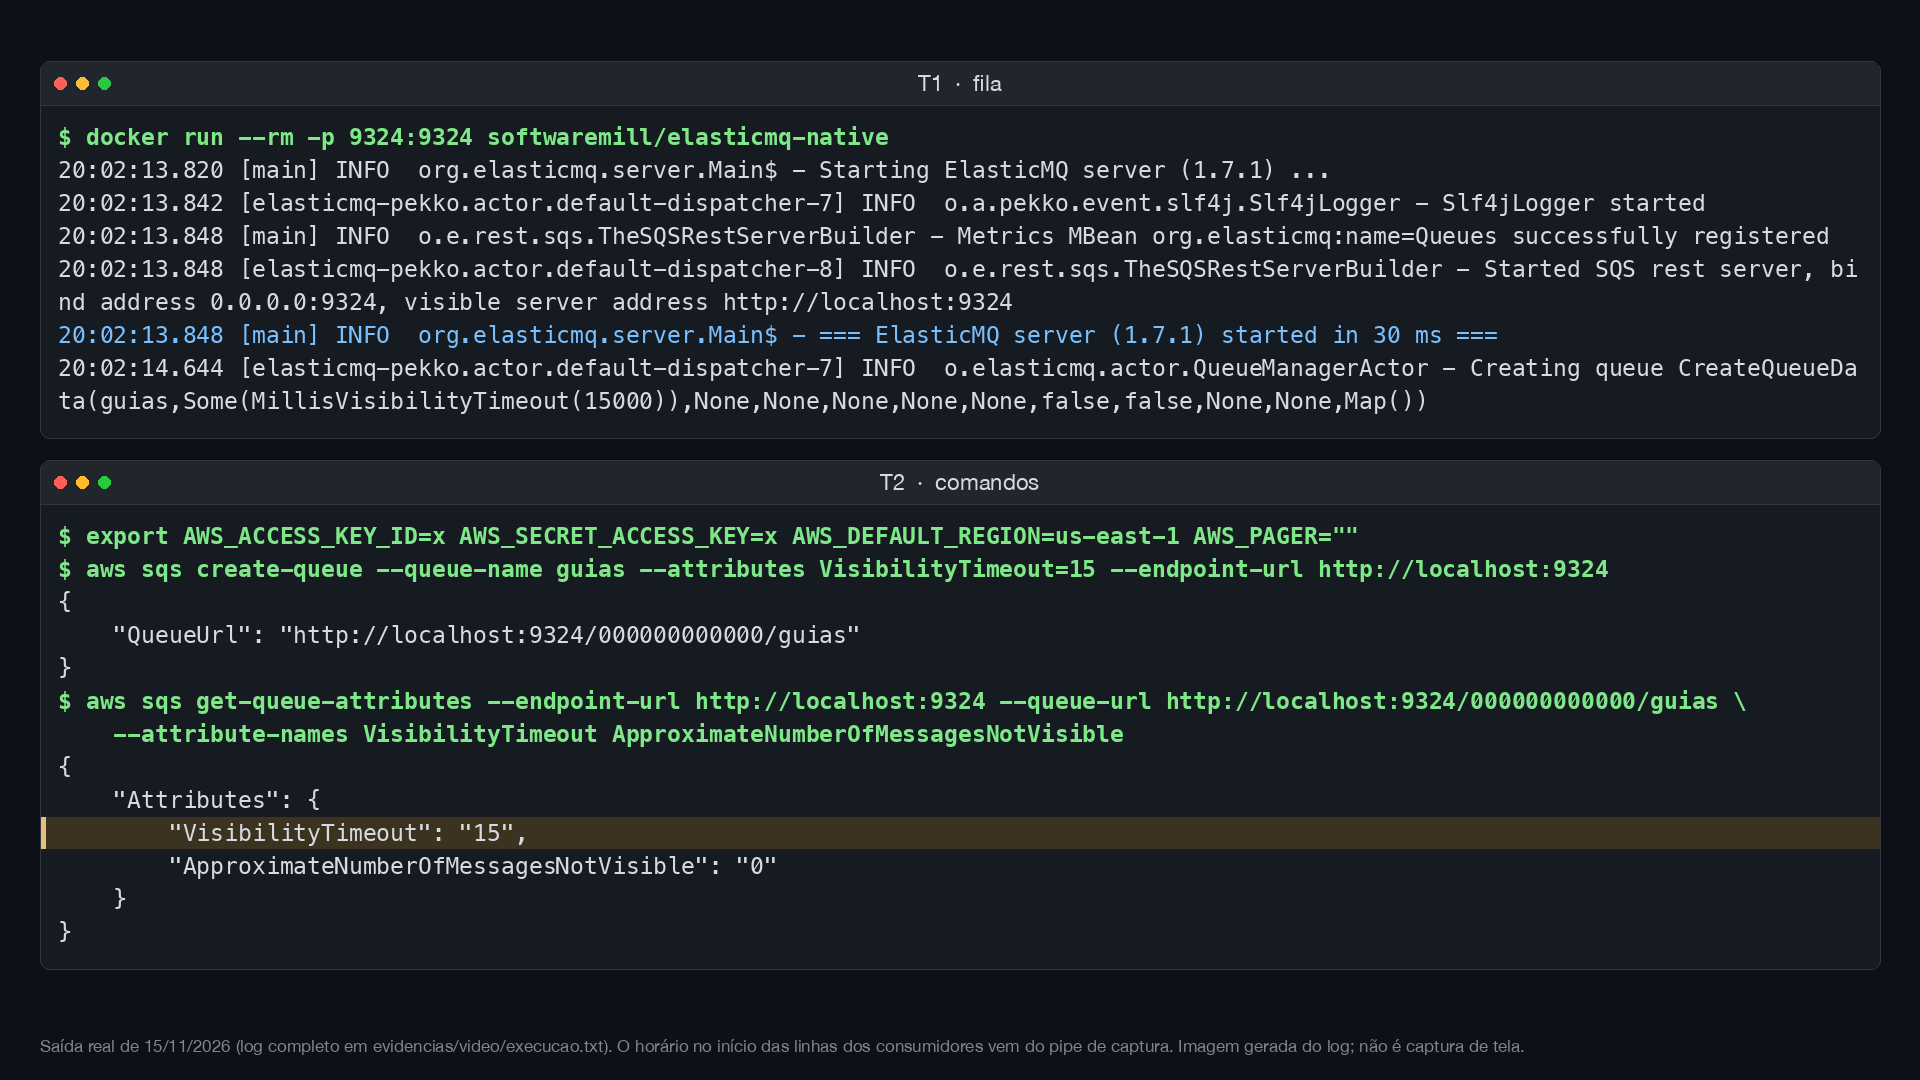 T1 · fila
$ docker run --rm -p 9324:9324 softwaremill/elasticmq-native
20:02:13.820 [main] INFO  org.elasticmq.server.Main$ - Starting ElasticMQ server (1.7.1) ...
20:02:13.842 [elasticmq-pekko.actor.default-dispatcher-7] INFO  o.a.pekko.event.slf4j.Slf4jLogger - Slf4jLogger started
20:02:13.848 [main] INFO  o.e.rest.sqs.TheSQSRestServerBuilder - Metrics MBean org.elasticmq:name=Queues successfully registered
20:02:13.848 [elasticmq-pekko.actor.default-dispatcher-8] INFO  o.e.rest.sqs.TheSQSRestServerBuilder - Started SQS rest server, bi
nd address 0.0.0.0:9324, visible server address http://localhost:9324
20:02:13.848 [main] INFO  org.elasticmq.server.Main$ - === ElasticMQ server (1.7.1) started in 30 ms ===
20:02:14.644 [elasticmq-pekko.actor.default-dispatcher-7] INFO  o.elasticmq.actor.QueueManagerActor - Creating queue CreateQueueDa
ta(guias,Some(MillisVisibilityTimeout(15000)),None,None,None,None,None,false,false,None,None,Map())
T2 · comandos
$ export AWS_ACCESS_KEY_ID=x AWS_SECRET_ACCESS_KEY=x AWS_DEFAULT_REGION=us-east-1 AWS_PAGER=""
$ aws sqs create-queue --queue-name guias --attributes VisibilityTimeout=15 --endpoint-url http://localhost:9324
{
    "QueueUrl": "http://localhost:9324/000000000000/guias"
}
$ aws sqs get-queue-attributes --endpoint-url http://localhost:9324 --queue-url http://localhost:9324/000000000000/guias \
    --attribute-names VisibilityTimeout ApproximateNumberOfMessagesNotVisible
{
    "Attributes": {
        "VisibilityTimeout": "15",
        "ApproximateNumberOfMessagesNotVisible": "0"
    }
}
Saída real de 15/11/2026 (log completo em evidencias/video/execucao.txt). O horário no início das linhas dos consumidores vem do pipe de captura. Imagem gerada do log; não é captura de tela.